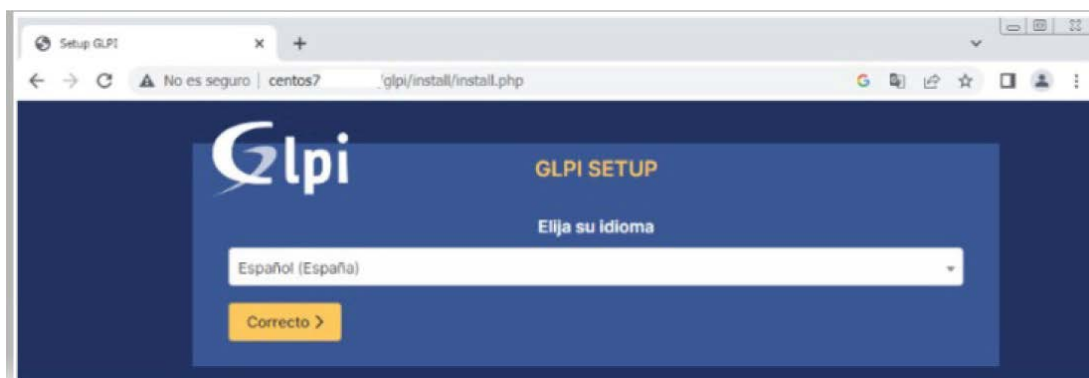 Setup GLPI
No es seguro | centos7 /glpi/install/install.php
Glpi
GLPI SETUP
Elija su idioma
Español (España)
Correcto >